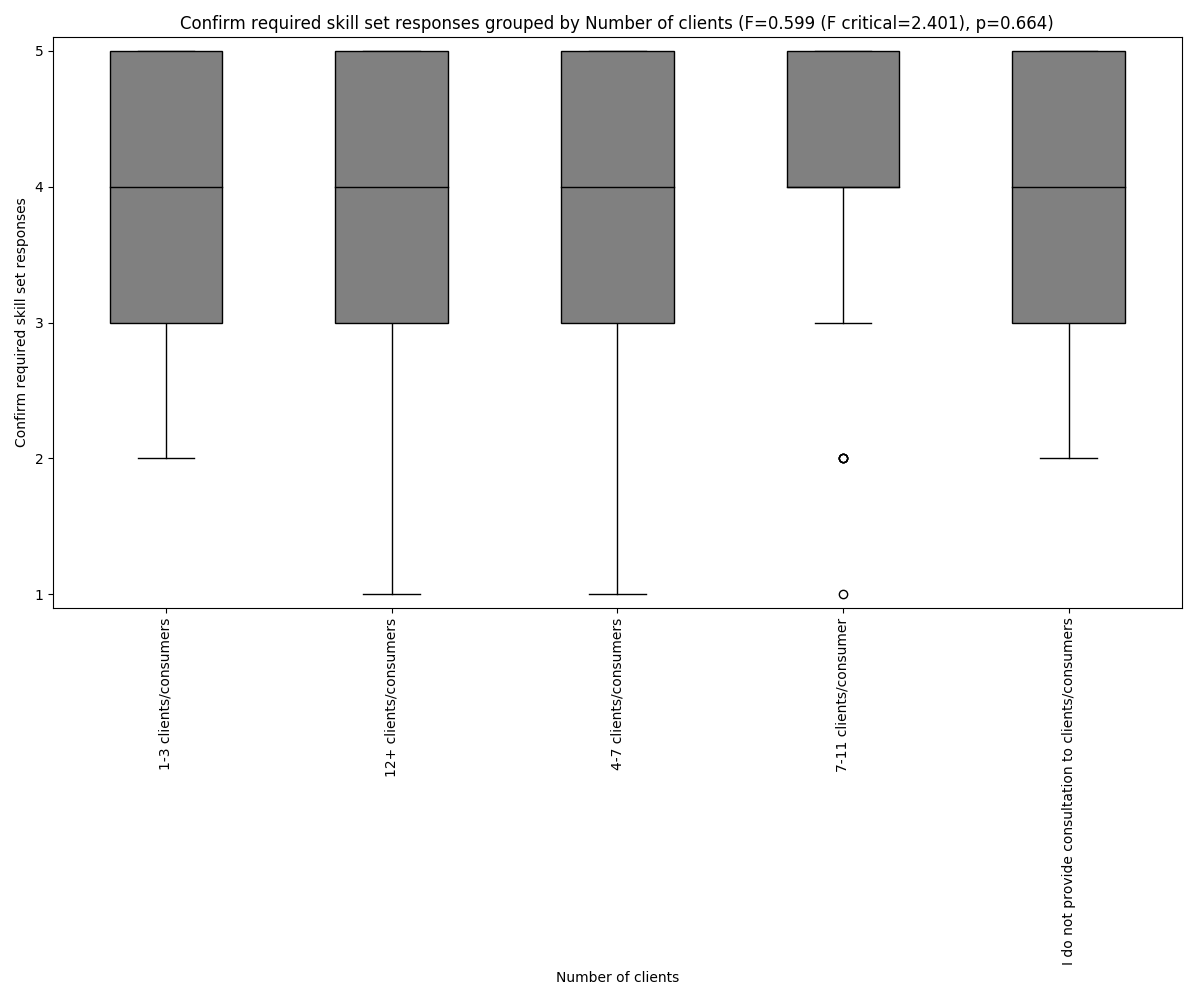 Confirm required skill set responses grouped by Number of clients (F=0.599 (F critical=2.401), p=0.664)
Confirm required skill set responses
5
4
3
2
1
1-3 clients/consumers
12+ clients/consumers
4-7 clients/consumers
7-11 clients/consumer
I do not provide consultation to clients/consumers
Number of clients